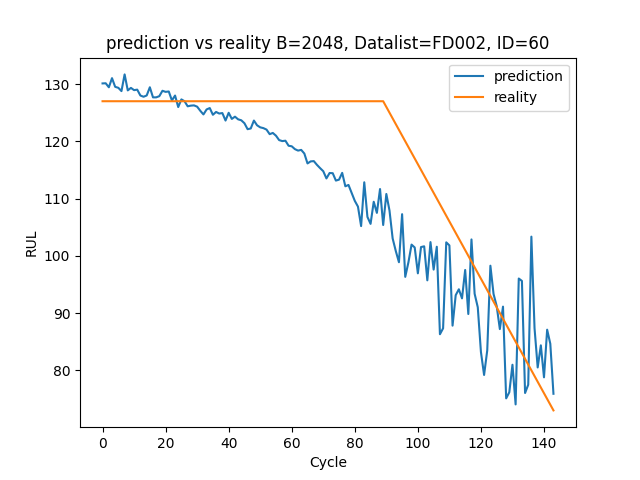 prediction vs reality B=2048, Datalist=FD002, ID=60
prediction
reality
130
120
110
100
90
80
RUL
0 20 40 60 80 100 120 140
Cycle